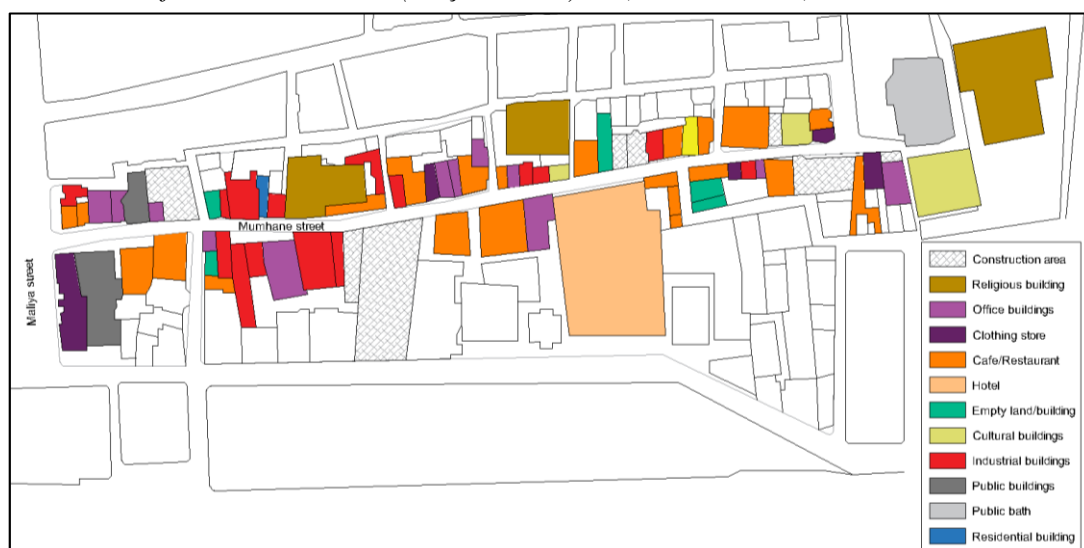 Mumhane street
Maliya street
Construction area
Religious building
Office buildings
Clothing store
Cafe/Restaurant
Hotel
Empty land/building
Cultural buildings
Industrial buildings
Public buildings
Public bath
Residential building